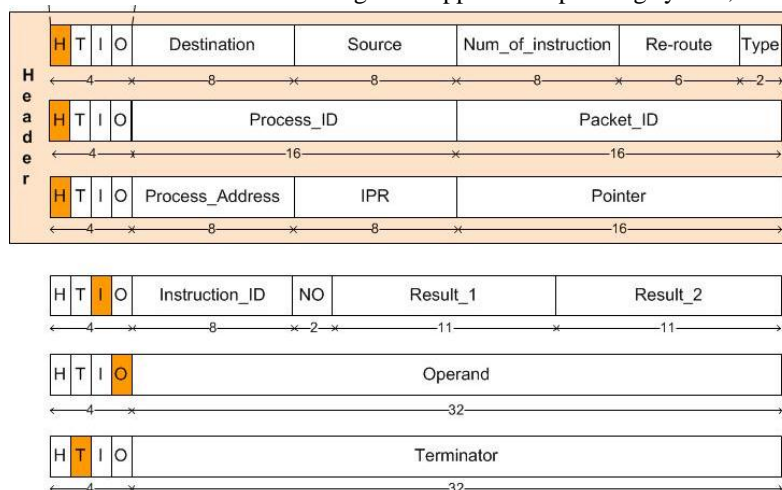 H T I O Destination Source Num_of_instruction Re-route Type
4 8 8 8 6 2
Header
H T I O Process_ID Packet_ID
4 16 16
H T I O Process_Address IPR Pointer
4 8 8 16
H T I O Instruction_ID NO Result_1 Result_2
4 8 2 11 11
H T I O Operand
4 32
H T I O Terminator
4 32